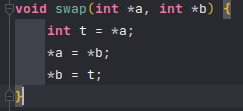 void swap(int *a, int *b) {
    int t = *a;
    *a = *b;
    *b = t;
}